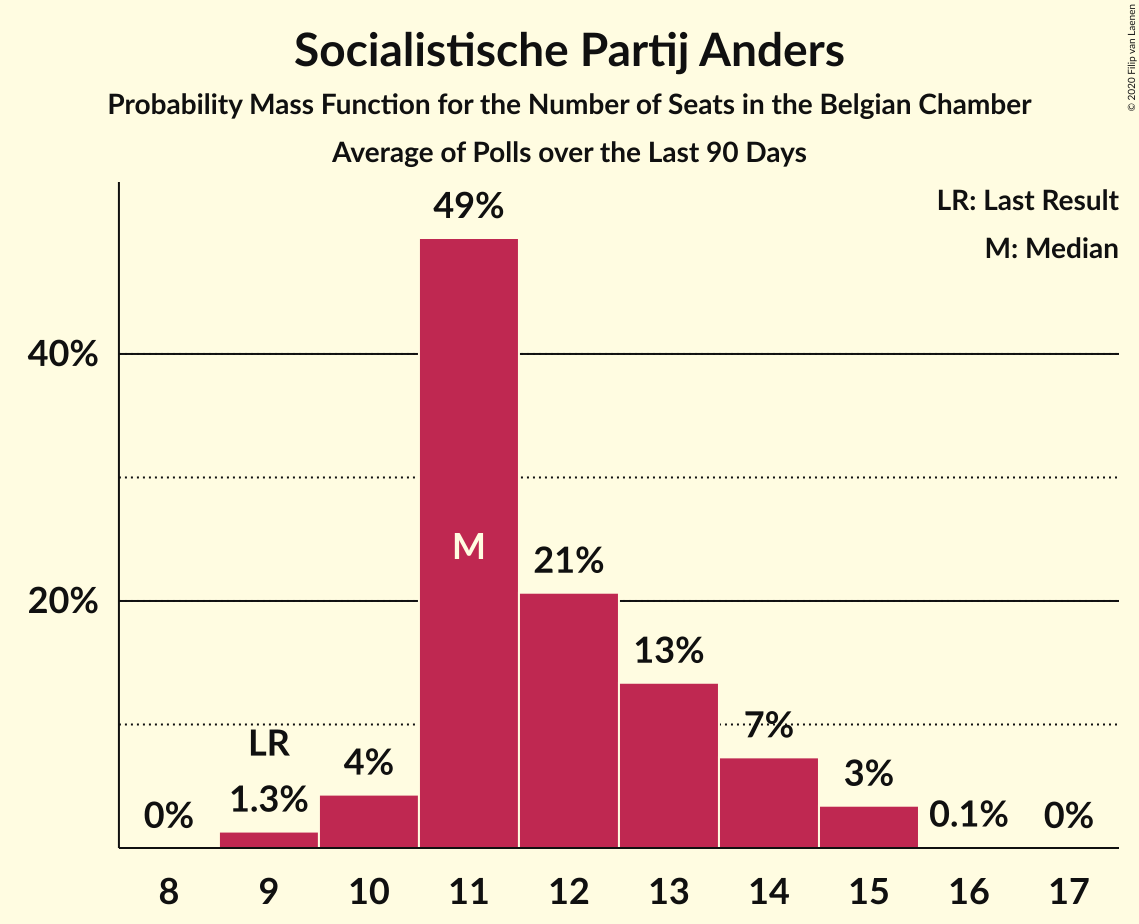 Socialistische Partij Anders
Probability Mass Function for the Number of Seats in the Belgian Chamber
Average of Polls over the Last 90 Days
© 2020 Filip van Laenen
LR: Last Result
M: Median
49%
40%
M
21%
20%
13%
7%
LR
4%
3%
1.3%
0%
0.1%
0%
8 9 10 11 12 13 14 15 16 17